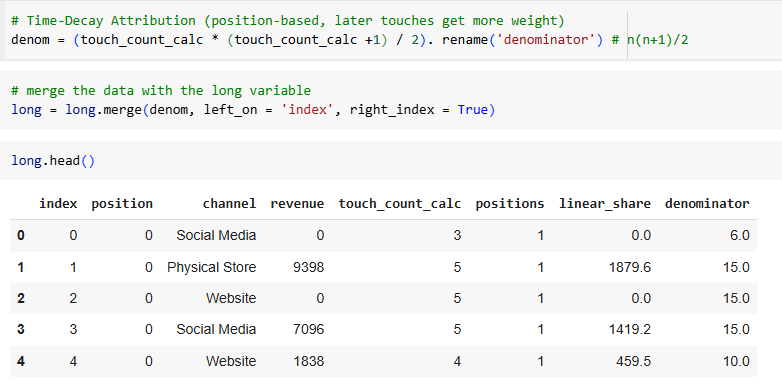 # Time-Decay Attribution (position-based, later touches get more weight)
denom = (touch_count_calc * (touch_count_calc +1) / 2). rename('denominator') # n(n+1)/2
# merge the data with the long variable
long = long.merge(denom, left_on = 'index', right_index = True)
long.head()
index position channel revenue touch_count_calc positions linear_share denominator
0 0 0 Social Media 0 3 1 0.0 6.0
1 1 0 Physical Store 9398 5 1 1879.6 15.0
2 2 0 Website 0 5 1 0.0 15.0
3 3 0 Social Media 7096 5 1 1419.2 15.0
4 4 0 Website 1838 4 1 459.5 10.0